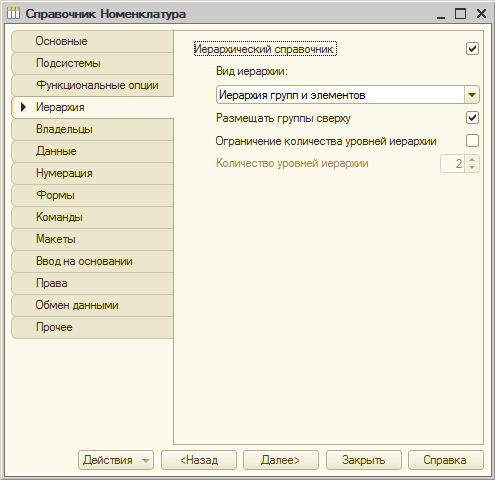 Справочник Номенклатура
Основные
Подсистемы
Функциональные опции
Иерархия
Владельцы
Данные
Нумерация
Формы
Команды
Макеты
Ввод на основании
Права
Обмен данными
Прочее
Иерархический справочник
Вид иерархии:
Иерархия групп и элементов
Размещать группы сверху
Ограничение количества уровней иерархии
Количество уровней иерархии 2
Действия <Назад Далее> Закрыть Справка